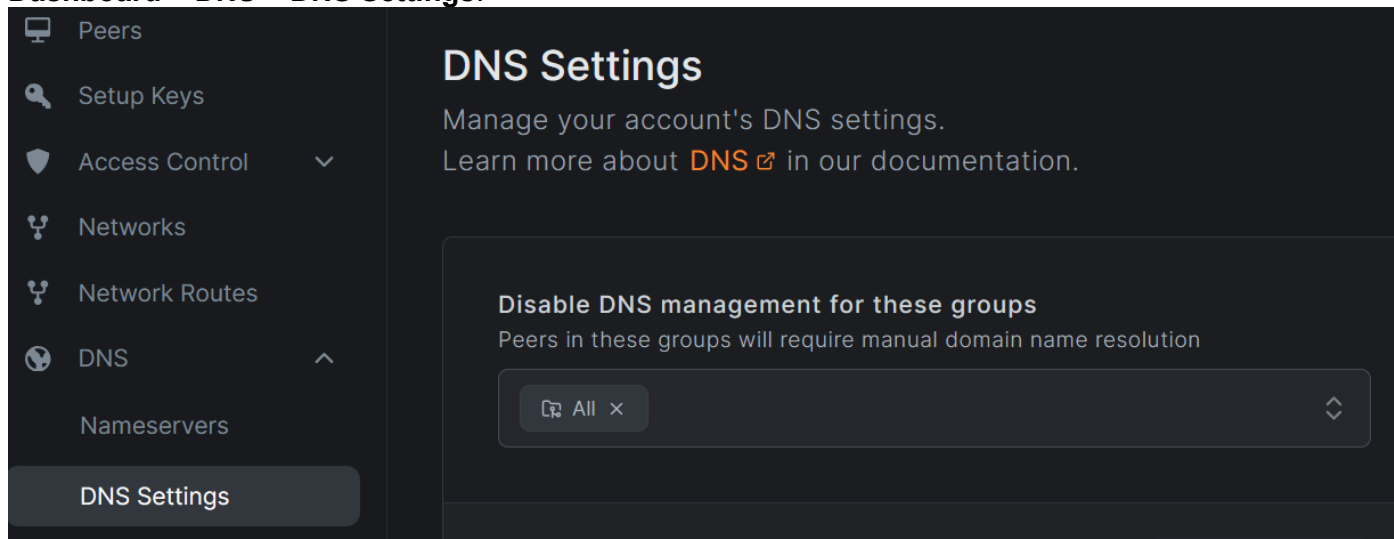 Peers
Setup Keys
Access Control
Networks
Network Routes
DNS
Nameservers
DNS Settings
DNS Settings
Manage your account's DNS settings.
Learn more about DNS in our documentation.
Disable DNS management for these groups
Peers in these groups will require manual domain name resolution
All